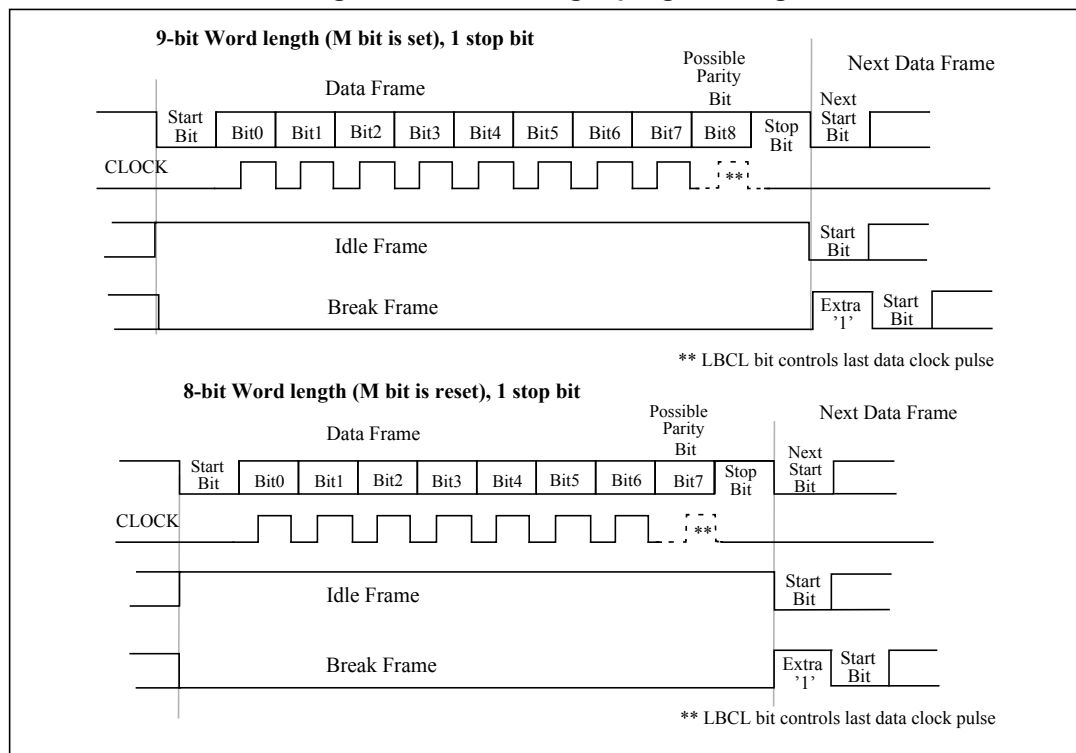 9-bit Word length (M bit is set), 1 stop bit
Possible
Parity
Bit
Next Data Frame
Data Frame
Start
Bit
Bit0
Bit1
Bit2
Bit3
Bit4
Bit5
Bit6
Bit7
Bit8
Stop
Bit
Next
Start
Bit
CLOCK
**
Idle Frame
Start
Bit
Break Frame
Extra
'1'
Start
Bit
** LBCL bit controls last data clock pulse
8-bit Word length (M bit is reset), 1 stop bit
Possible
Parity
Bit
Next Data Frame
Data Frame
Start
Bit
Bit0
Bit1
Bit2
Bit3
Bit4
Bit5
Bit6
Bit7
Stop
Bit
Next
Start
Bit
CLOCK
**
Idle Frame
Start
Bit
Break Frame
Extra
'1'
Start
Bit
** LBCL bit controls last data clock pulse